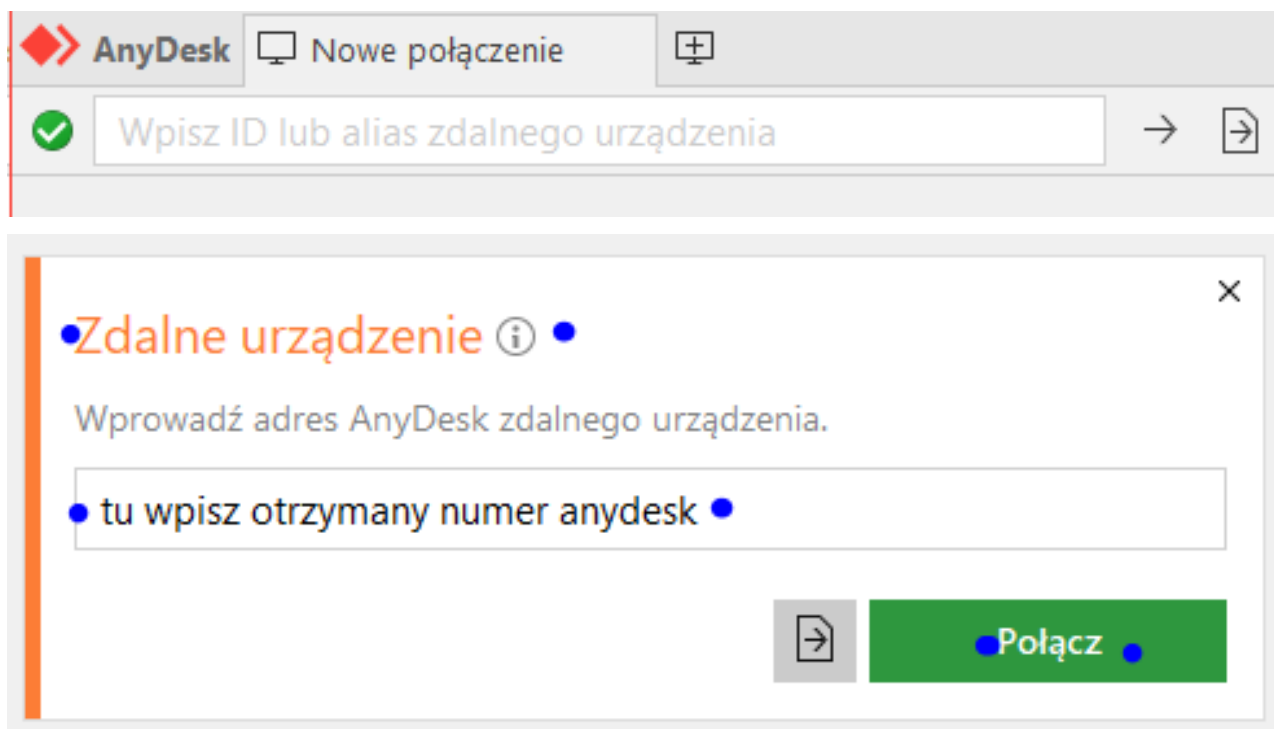 AnyDesk Nowe połączenie
Wpisz ID lub alias zdalnego urządzenia
Zdalne urządzenie
Wprowadź adres AnyDesk zdalnego urządzenia.
tu wpisz otrzymany numer anydesk
Połącz